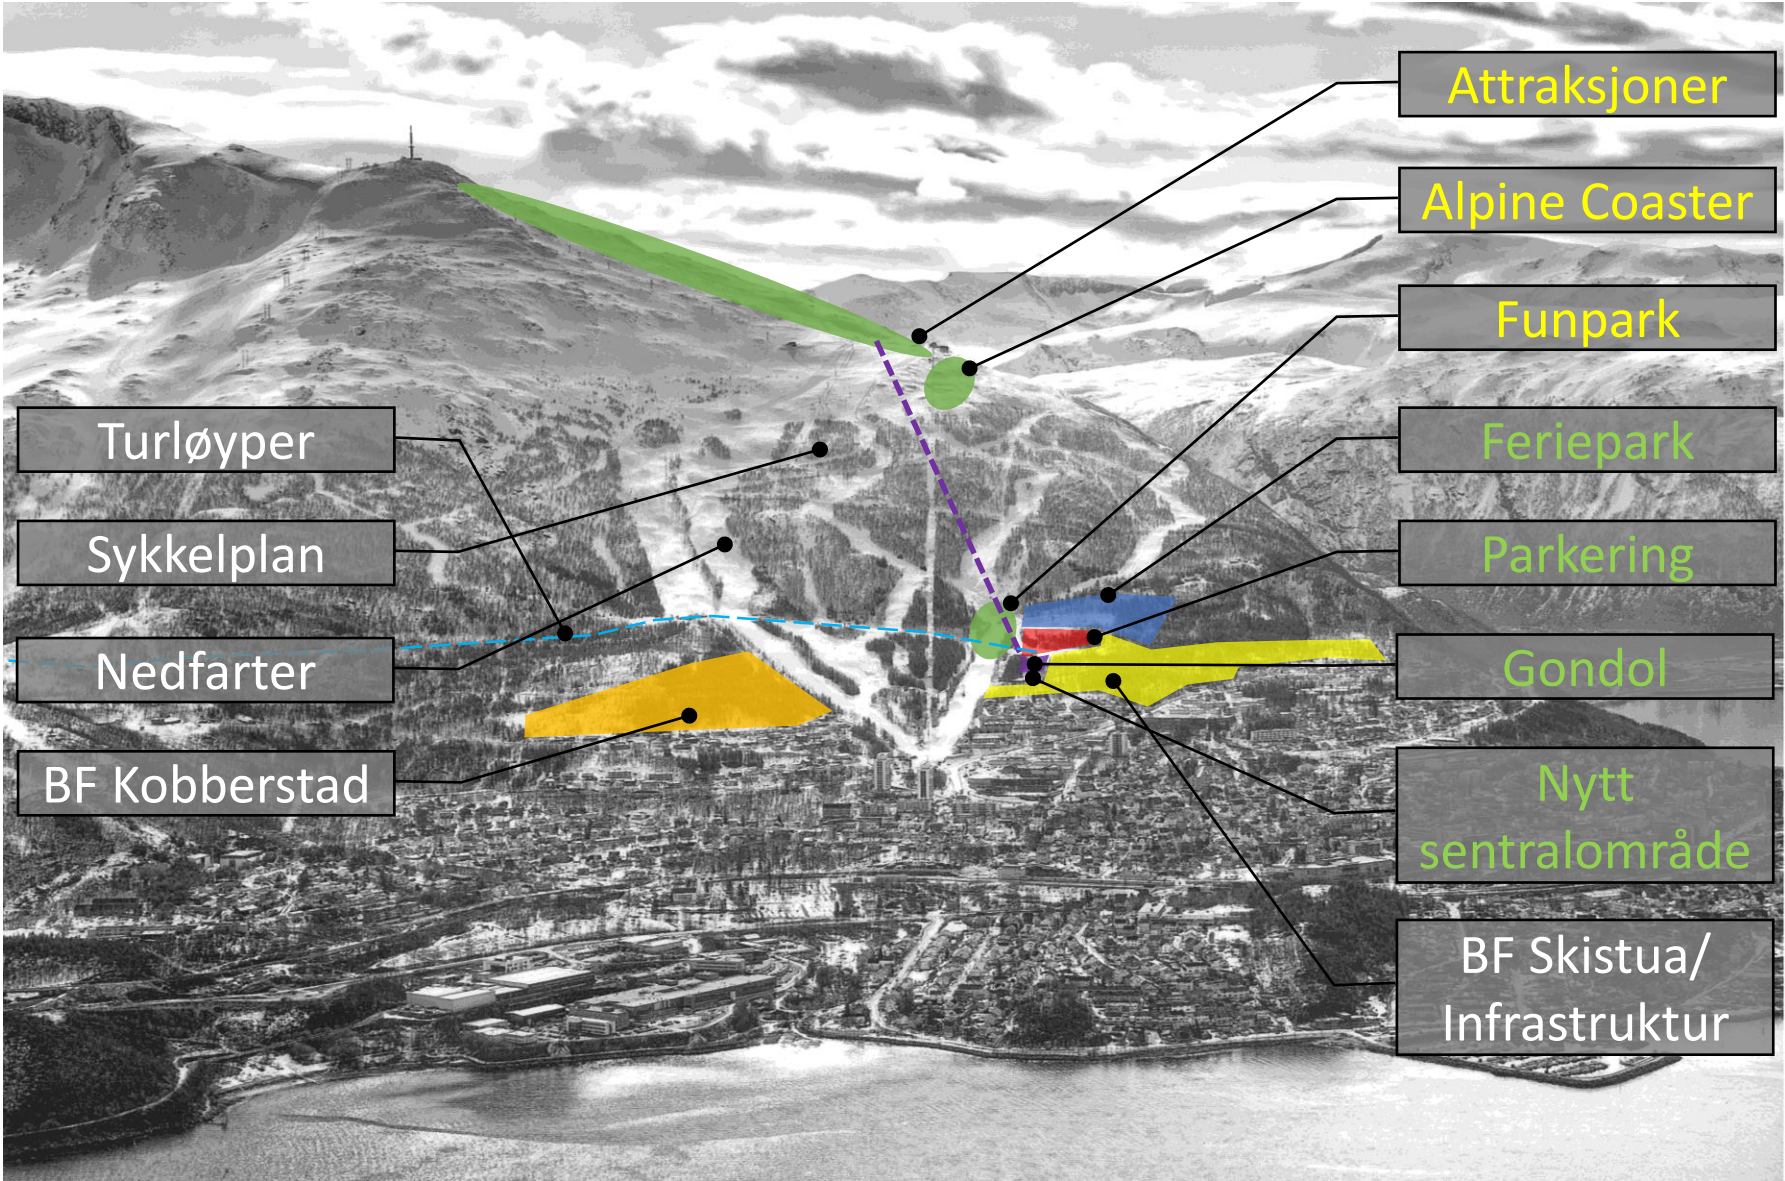 Turløyper
Sykkelplan
Nedfarter
BF Kobberstad
Attraksjoner
Alpine Coaster
Funpark
Feriepark
Parkering
Gondol
Nytt
sentralområde
BF Skistua/
Infrastruktur